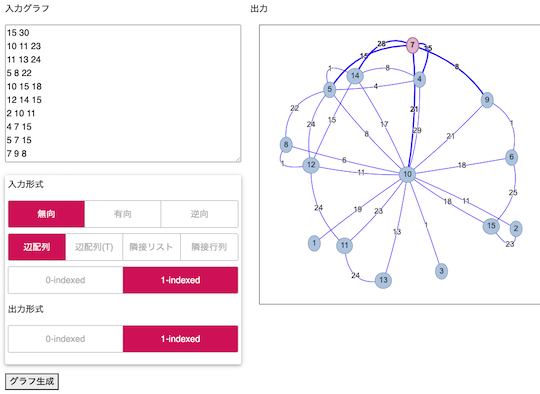 入力グラフ
出力
15 30
10 11 23
11 13 24
5 8 22
10 15 18
12 14 15
2 10 11
4 7 15
5 7 15
7 9 8
入力形式
無向 有向 逆向
辺配列 辺配列(T) 隣接リスト 隣接行列
0-indexed 1-indexed
出力形式
0-indexed 1-indexed
グラフ生成
7
28
15
15
14
1
8
4
8
5
4
9
22
24
15
17
21
29
8
21
1
8
6
6
12
1
11
10
18
25
24
19
23
13
1
18
11
15
2
23
1
11
24
13
3